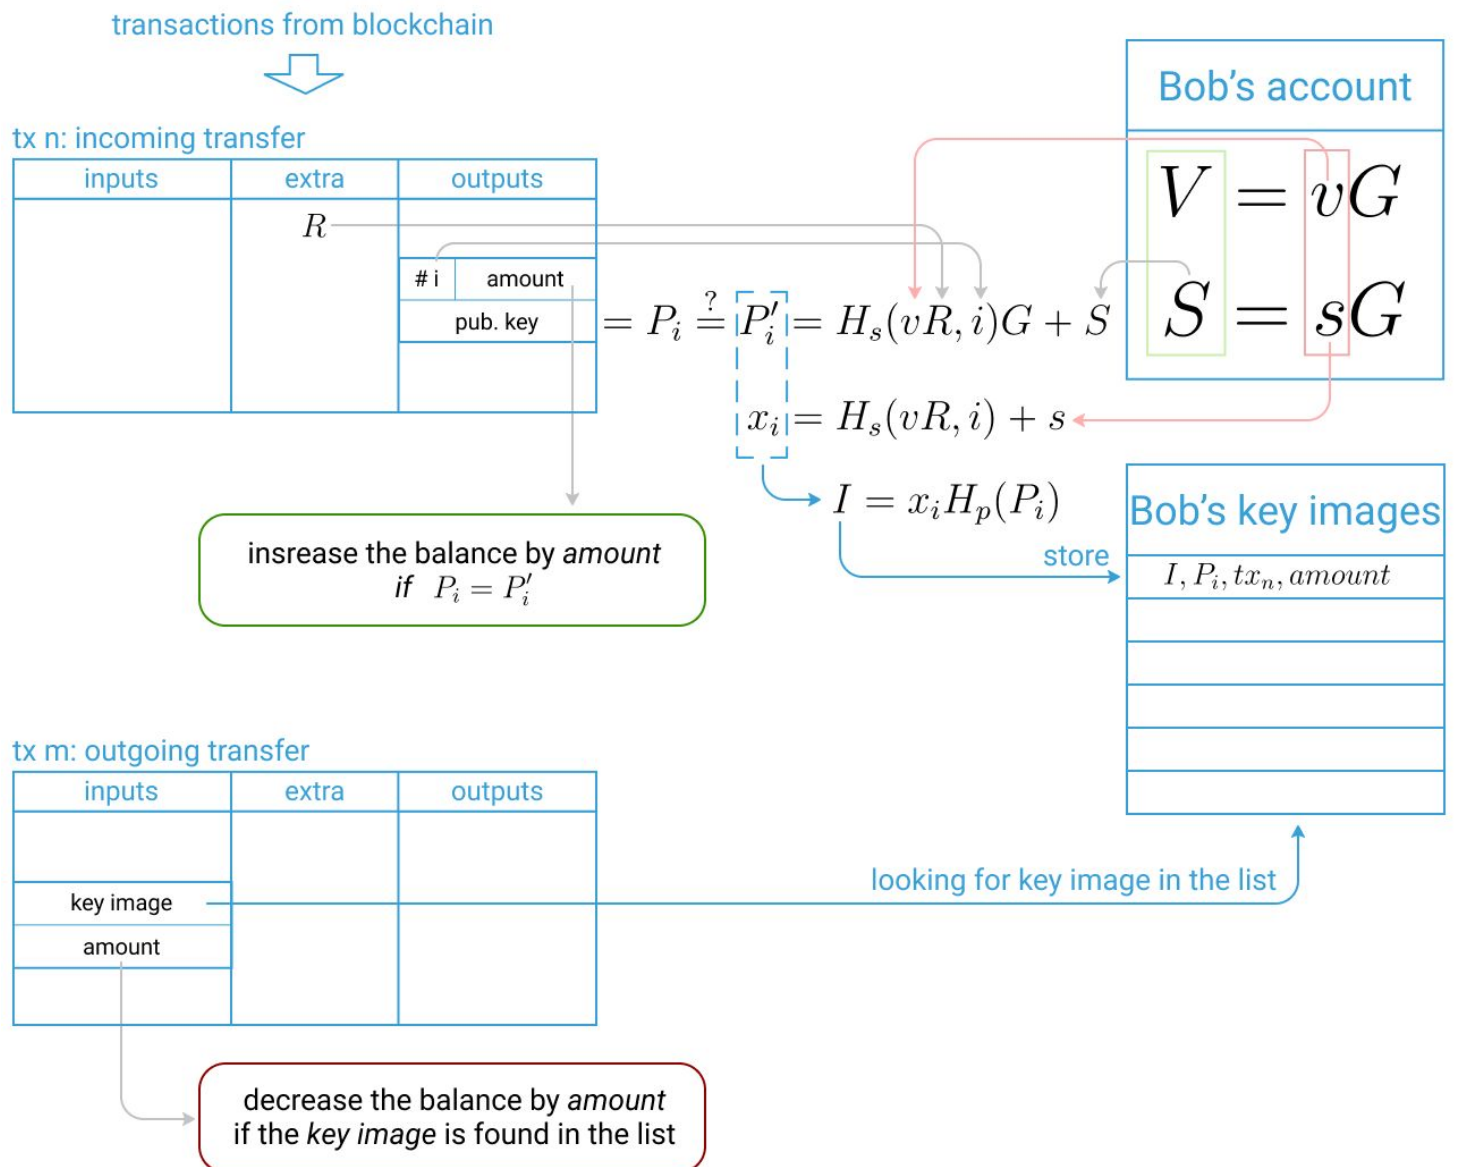 transactions from blockchain
tx n: incoming transfer
inputs extra outputs
R
# i amount
pub. key
= P_i ≟ P′_i = H_s(vR, i)G + S
x_i = H_s(vR, i) + s
I = x_i H_p(P_i)
Bob's account
V = vG
S = sG
insrease the balance by amount
if P_i = P′_i
store
Bob's key images
I, P_i, tx_n, amount
tx m: outgoing transfer
inputs extra outputs
key image
amount
looking for key image in the list
decrease the balance by amount
if the key image is found in the list